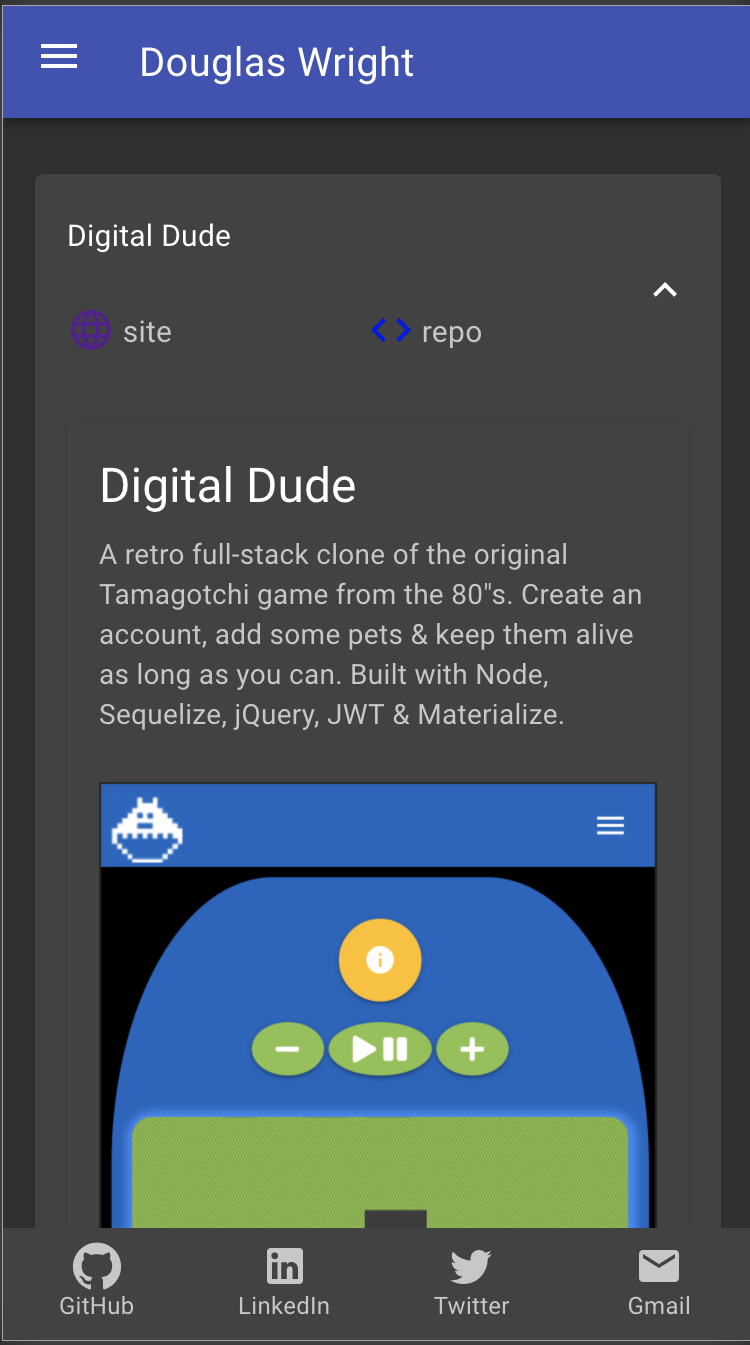 Douglas Wright
Digital Dude
site
repo
Digital Dude
A retro full-stack clone of the original
Tamagotchi game from the 80"s. Create an
account, add some pets & keep them alive
as long as you can. Built with Node,
Sequelize, jQuery, JWT & Materialize.
GitHub
LinkedIn
Twitter
Gmail